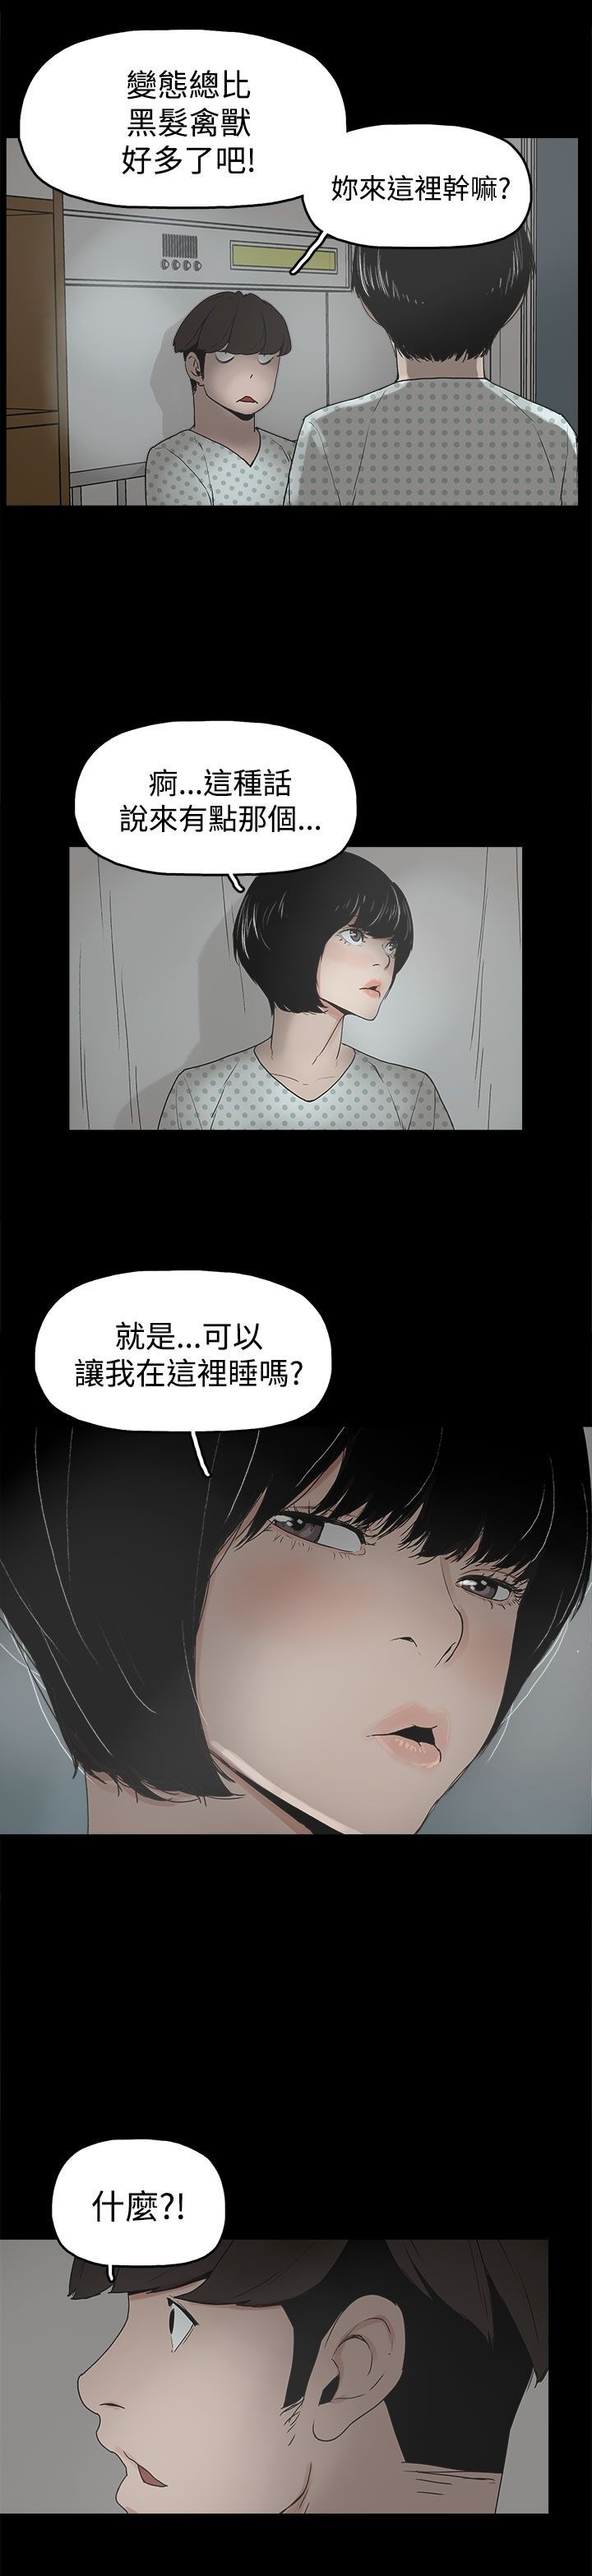 變態總比
黑髮禽獸
好多了吧!
妳來這裡幹嘛?
痾...這種話
說來有點那個...
就是...可以
讓我在這裡睡嗎?
什麼?!